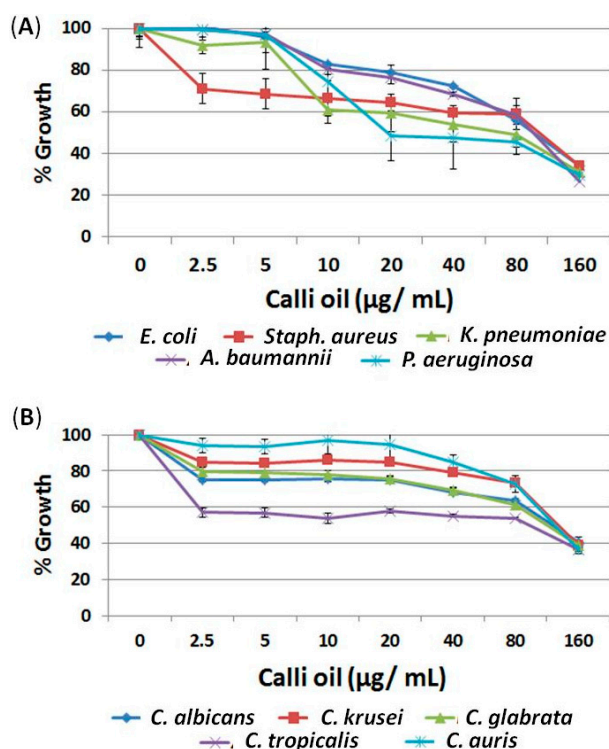 (A)
% Growth
100
80
60
40
20
0
0 2.5 5 10 20 40 80 160
Calli oil (µg/ mL)
E. coli Staph. aureus K. pneumoniae
A. baumannii P. aeruginosa
(B)
% Growth
100
80
60
40
20
0
0 2.5 5 10 20 40 80 160
Calli oil (µg/ mL)
C. albicans C. krusei C. glabrata
C. tropicalis C. auris